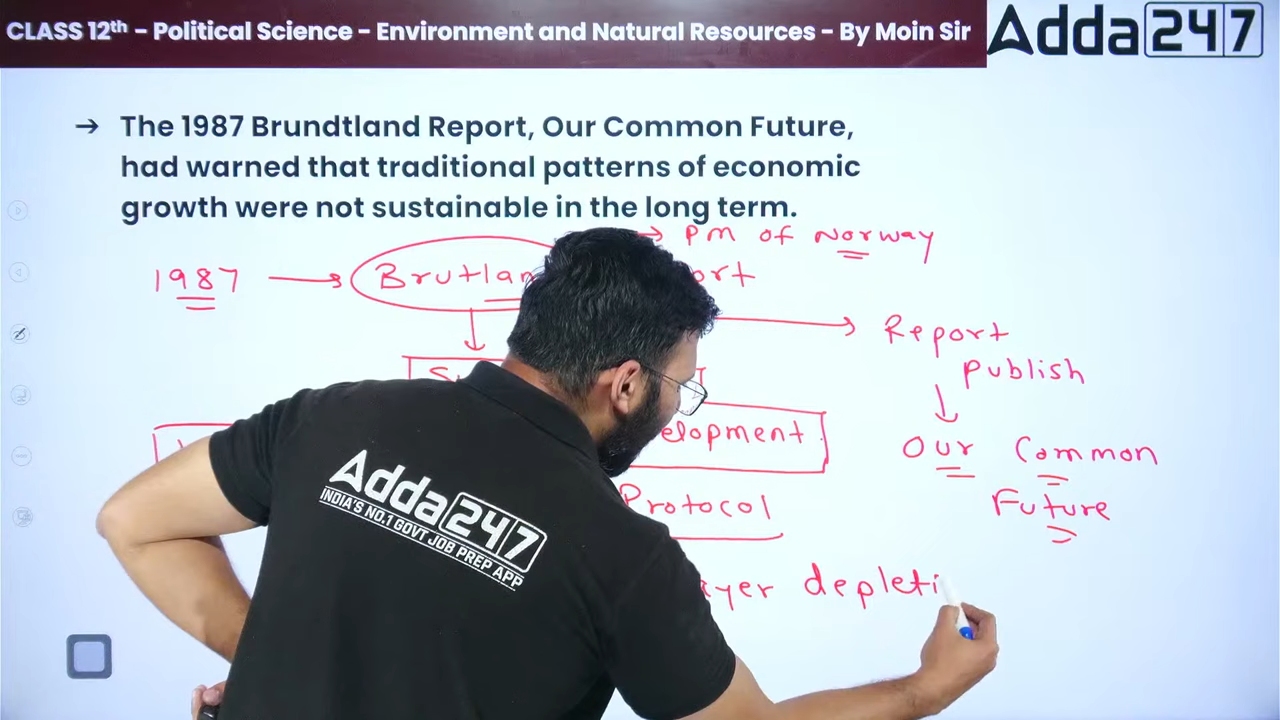 CLASS 12th – Political Science – Environment and Natural Resources – By Moin Sir
Adda247
→ The 1987 Brundtland Report, Our Common Future,
had warned that traditional patterns of economic
growth were not sustainable in the long term.
→ PM of Norway
1987 → Brutlan ort
Report
Publish
elopment
Our Common
Future
Protocol
ayer depleti
Adda247
INDIA'S NO.1 GOVT JOB PREP APP